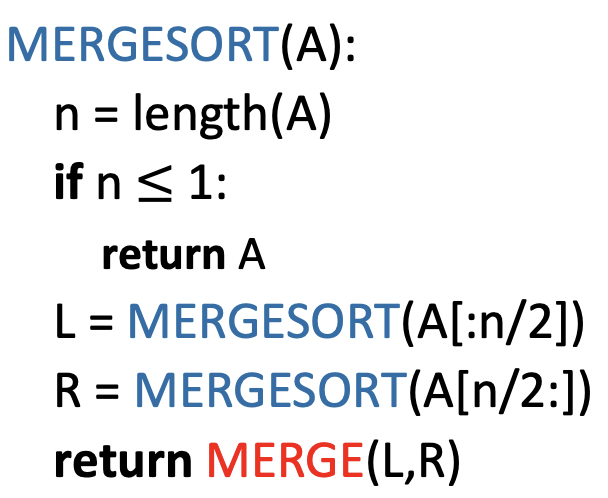 MERGESORT(A):
n = length(A)
if n ≤ 1:
return A
L = MERGESORT(A[:n/2])
R = MERGESORT(A[n/2:])
return MERGE(L,R)